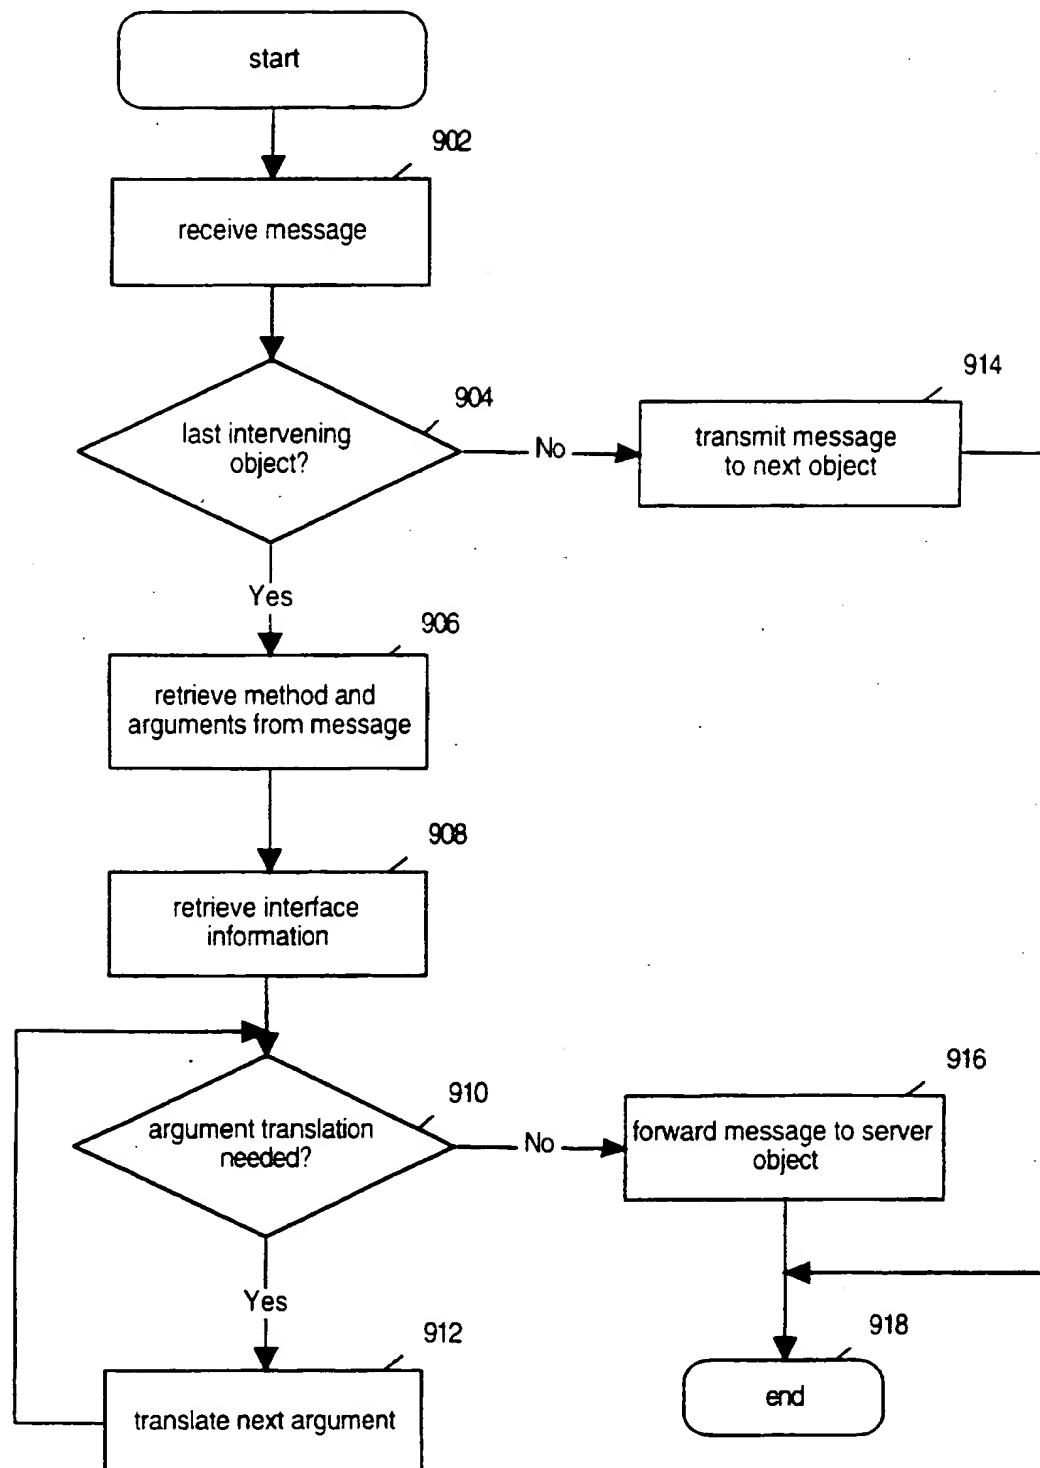 start
902
receive message
904
last intervening
object?
No
914
transmit message
to next object
Yes
906
retrieve method and
arguments from message
908
retrieve interface
information
910
argument translation
needed?
No
916
forward message to server
object
Yes
912
translate next argument
918
end